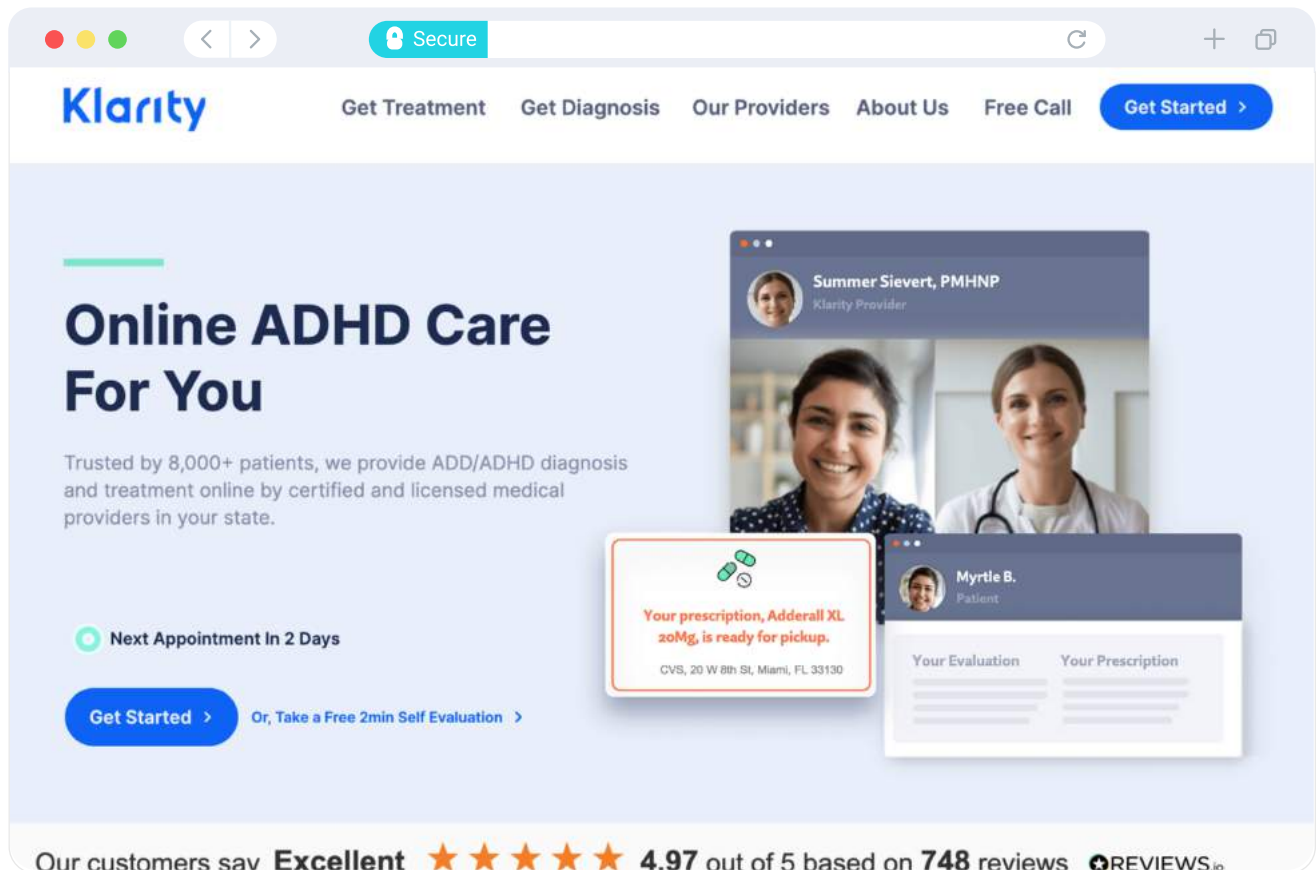 Secure
Klarity
Get Treatment
Get Diagnosis
Our Providers
About Us
Free Call
Get Started >
Online ADHD Care
For You
Trusted by 8,000+ patients, we provide ADD/ADHD diagnosis
and treatment online by certified and licensed medical
providers in your state.
Next Appointment In 2 Days
Get Started >
Or, Take a Free 2min Self Evaluation >
Summer Sievert, PMHNP
Klarity Provider
Your prescription, Adderall XL
20Mg, is ready for pickup.
CVS, 20 W 8th St, Miami, FL 33130
Myrtle B.
Patient
Your Evaluation
Your Prescription
Our customers say Excellent 4.97 out of 5 based on 748 reviews REVIEWS.io